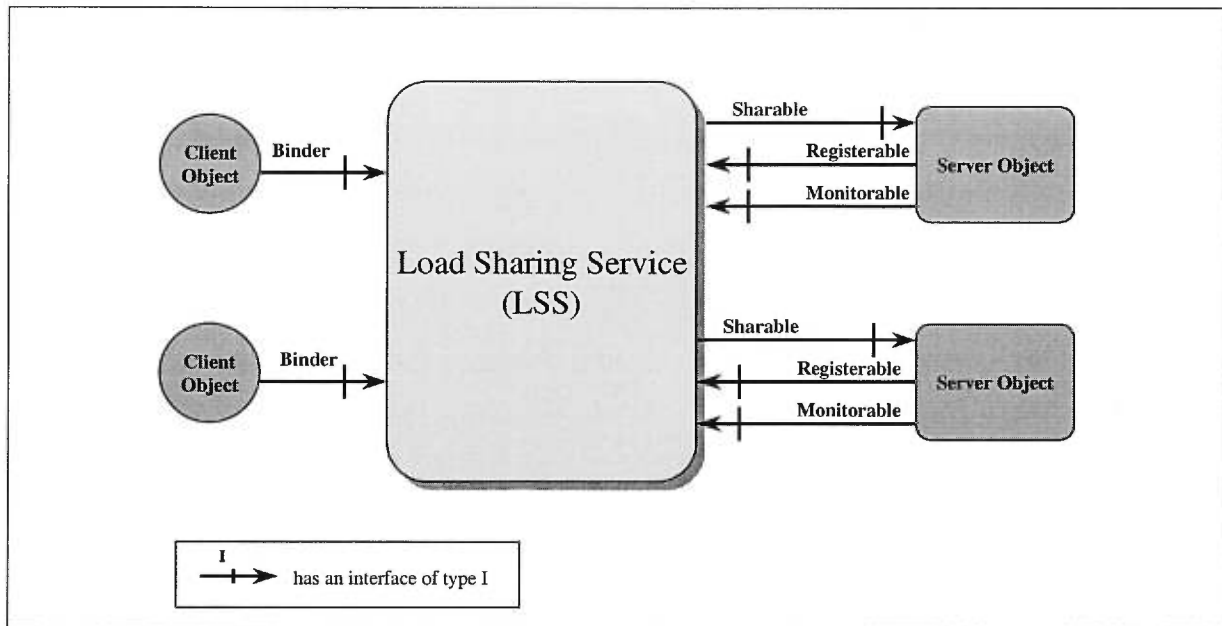 Client
Object
Binder
Sharable
Registerable
Monitorable
Server Object
Load Sharing Service
(LSS)
Client
Object
Binder
Sharable
Registerable
Monitorable
Server Object
I
has an interface of type I